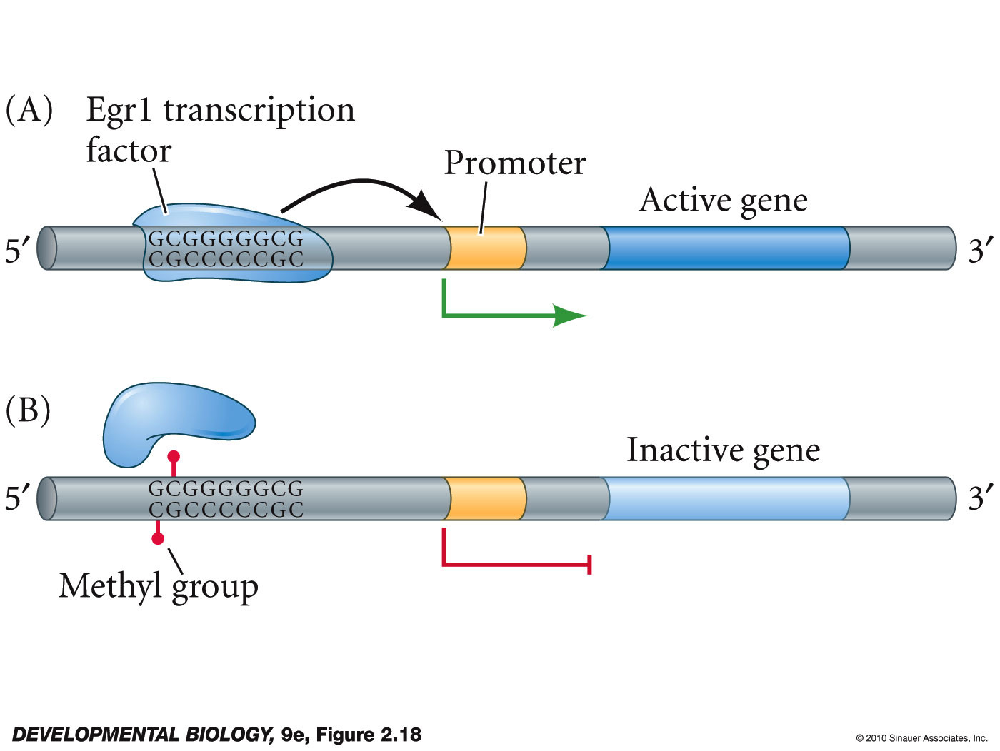 (A) Egr1 transcription
factor
Promoter
Active gene
5′ GCGGGGGCG 3′
CGCCCCCGC
(B)
Inactive gene
5′ GCGGGGGCG 3′
CGCCCCCGC
Methyl group
DEVELOPMENTAL BIOLOGY, 9e, Figure 2.18
© 2010 Sinauer Associates, Inc.